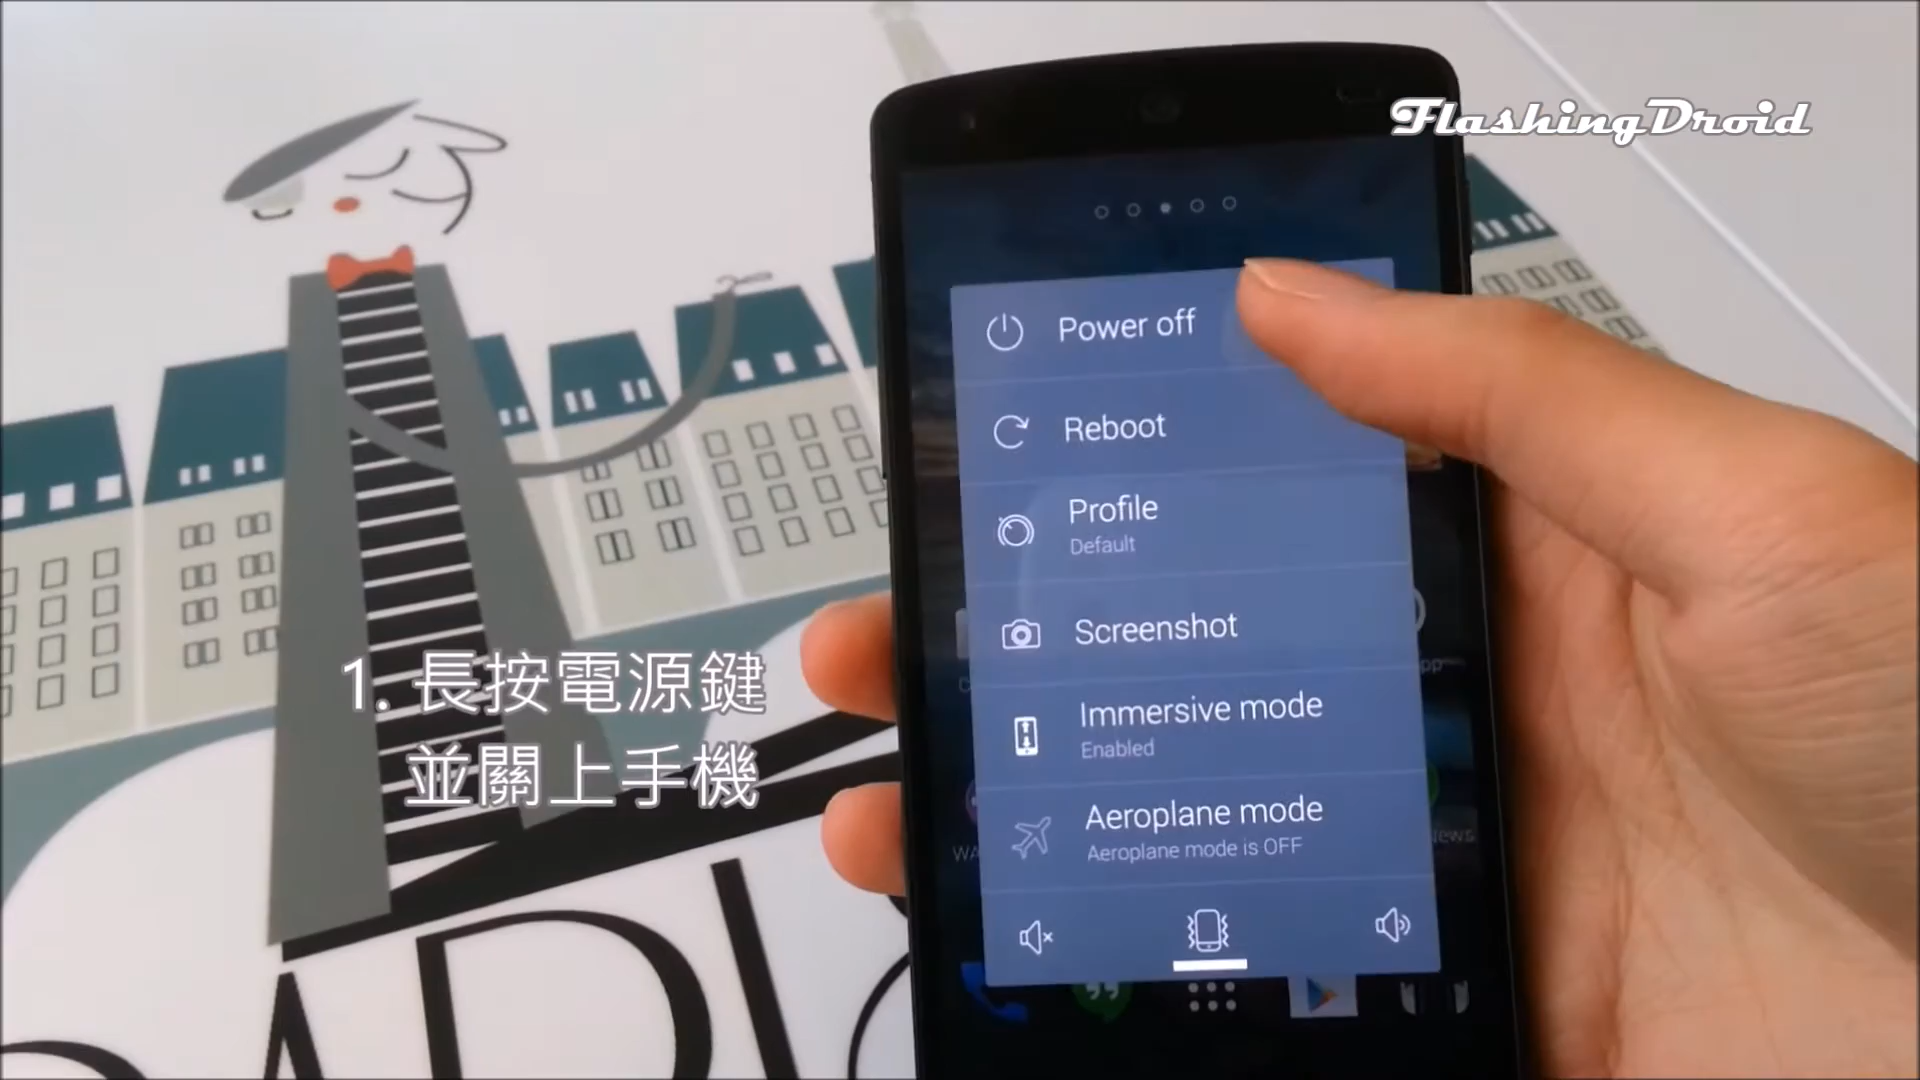 FlashingDroid
Power off
Reboot
Profile
Default
Screenshot
Immersive mode
Enabled
Aeroplane mode
Aeroplane mode is OFF
1. 長按電源鍵
並關上手機